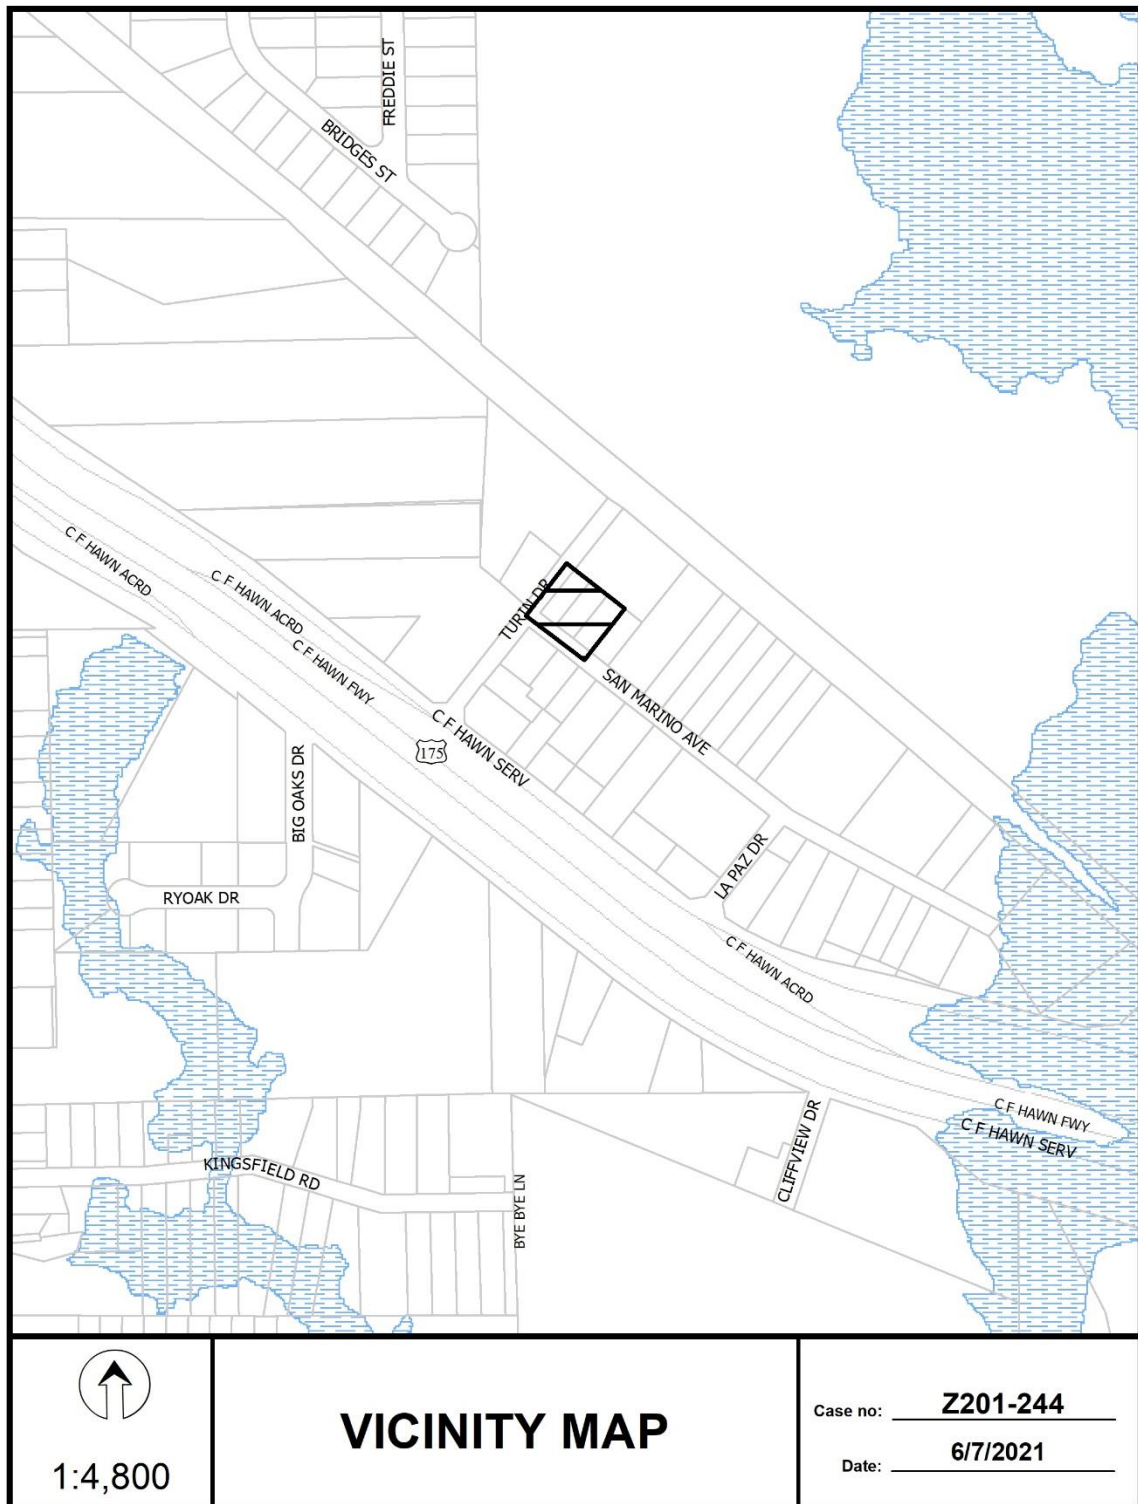 FREDDIE ST
BRIDGES ST
C F HAWN ACRD
C F HAWN ACRD
TURIN DR
C F HAWN FWY
SAN MARINO AVE
C F HAWN SERV
175
BIG OAKS DR
LA PAZ DR
RYOAK DR
C F HAWN ACRD
C F HAWN FWY
C F HAWN SERV
CLIFFVIEW DR
KINGSFIELD RD
BYE BYE LN
1:4,800
VICINITY MAP
Case no: Z201-244
Date: 6/7/2021